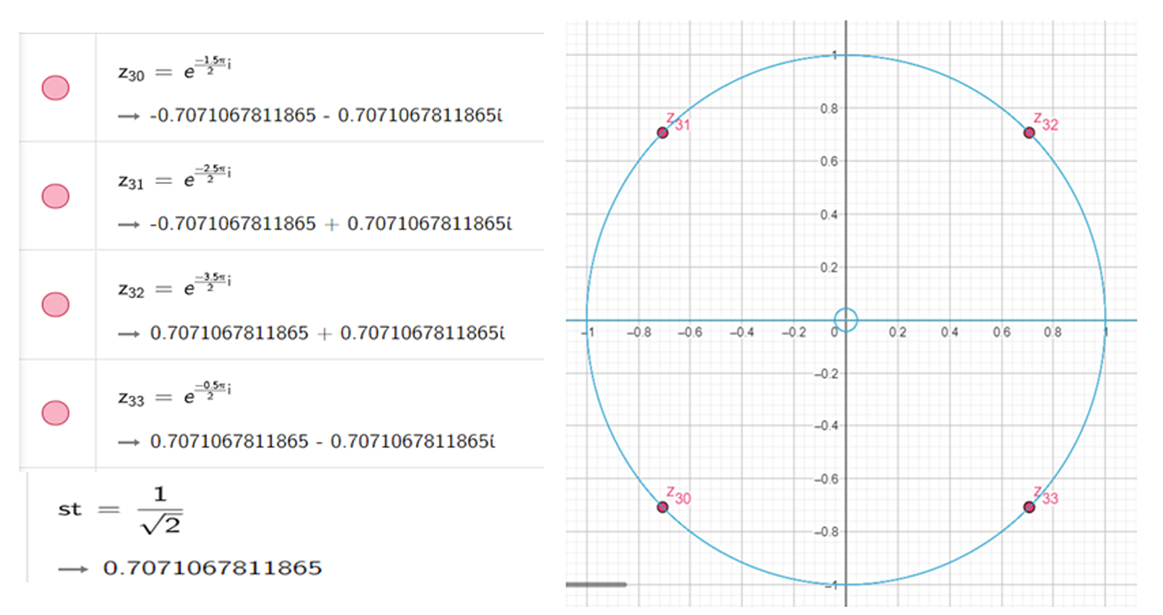 z₃₀ = e^((-1.5π/2)i)
→ -0.7071067811865 - 0.7071067811865i
z₃₁ = e^((-2.5π/2)i)
→ -0.7071067811865 + 0.7071067811865i
z₃₂ = e^((-3.5π/2)i)
→ 0.7071067811865 + 0.7071067811865i
z₃₃ = e^((-0.5π/2)i)
→ 0.7071067811865 - 0.7071067811865i
st = 1/√2
→ 0.7071067811865
1
z₃₁
z₃₂
0.8
0.6
0.4
0.2
-1 -0.8 -0.6 -0.4 -0.2 0 0.2 0.4 0.6 0.8 1
-0.2
-0.4
-0.6
z₃₀
z₃₃
-0.8
-1